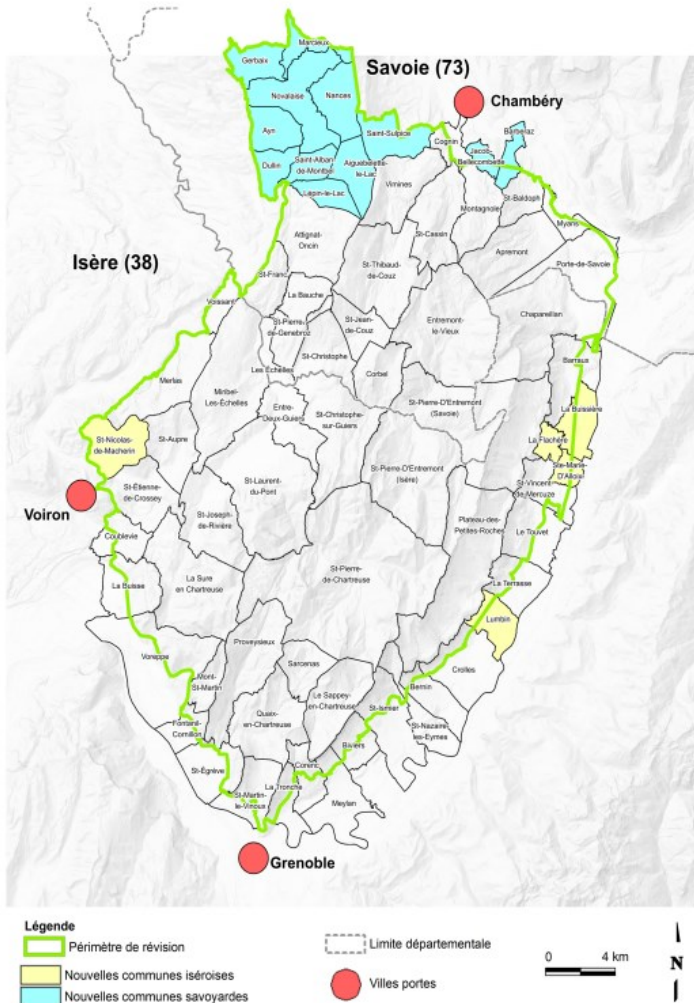 Marcieux
Gerbaix
Savoie (73)
Novalaise
Nances
Chambéry
Ayn
Saint-Sulpice
Cognin
Barberaz
Jacob-
Bellecombette
Dullin
Saint-Alban
de-Montbel
Aiguebelette
le-Lac
Lépin-le-Lac
Vimines
Montagnole
St-Baldoph
Myans
St-Cassin
Attignat-
Oncin
Apremont
Porte-de-Savoie
Isère (38)
St-Franc
St-Thibaud-
de-Couz
Voissant
La Bauche
Entremont-
le-Vieux
Chapareillan
St-Pierre-
de-Genebroz
St-Jean-
de-Couz
St-Christophe
Corbel
Barraux
Merlas
Les Échelles
Miribel-
Les-Échelles
Entre-
Deux-Guiers
St-Christophe-
sur-Guiers
St-Pierre-D'Entremont
(Savoie)
La Buissière
St-Nicolas-
de-Macherin
St-Aupre
La Flachère
St-Pierre-D'Entremont
(Isère)
Ste-Marie-
D'Alloix
Voiron
St-Étienne-
de-Crossey
St-Laurent-
du-Pont
St-Vincent-
de-Mercuze
St-Joseph-
de-Rivière
Plateau-des-
Petites-Roches
Le Touvet
Coublevie
La Buisse
La Sure
en Chartreuse
St-Pierre-
de-Chartreuse
La Terrasse
Lumbin
Proveysieux
Voreppe
Mont-
St-Martin
Sarcenas
Crolles
Bernin
Le Sappey-
en-Chartreuse
Quaix-
en-Chartreuse
St-Ismier
Fontanil-
Cornillon
St-Nazaire-
les-Eymes
Biviers
St-Égrève
Corenc
La Tronche
St-Martin-
le-Vinoux
Meylan
Grenoble
Légende
Périmètre de révision
Nouvelles communes iséroises
Nouvelles communes savoyardes
Limite départementale
Villes portes
0 4 km
N